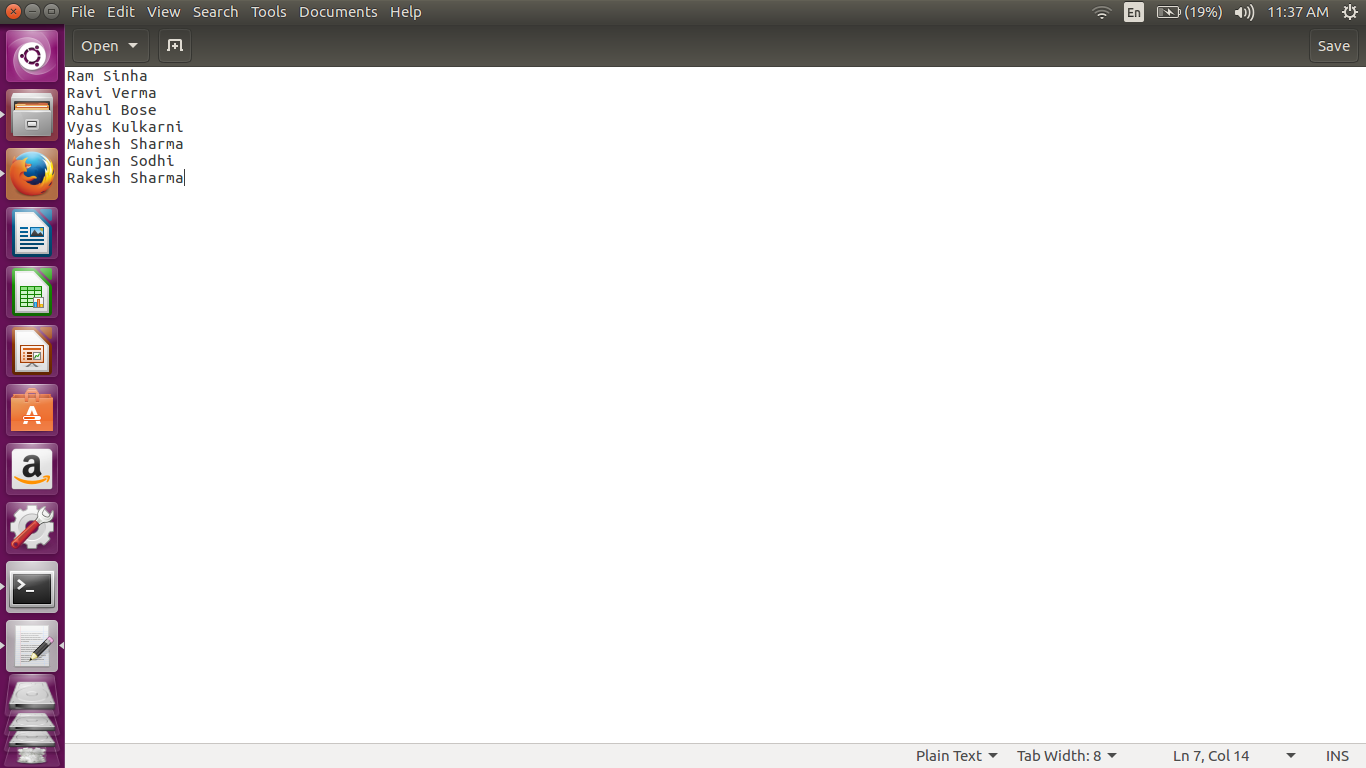 File Edit View Search Tools Documents Help
En (19%) 11:37 AM
Open Save
Ram Sinha
Ravi Verma
Rahul Bose
Vyas Kulkarni
Mahesh Sharma
Gunjan Sodhi
Rakesh Sharma
Plain Text Tab Width: 8 Ln 7, Col 14 INS